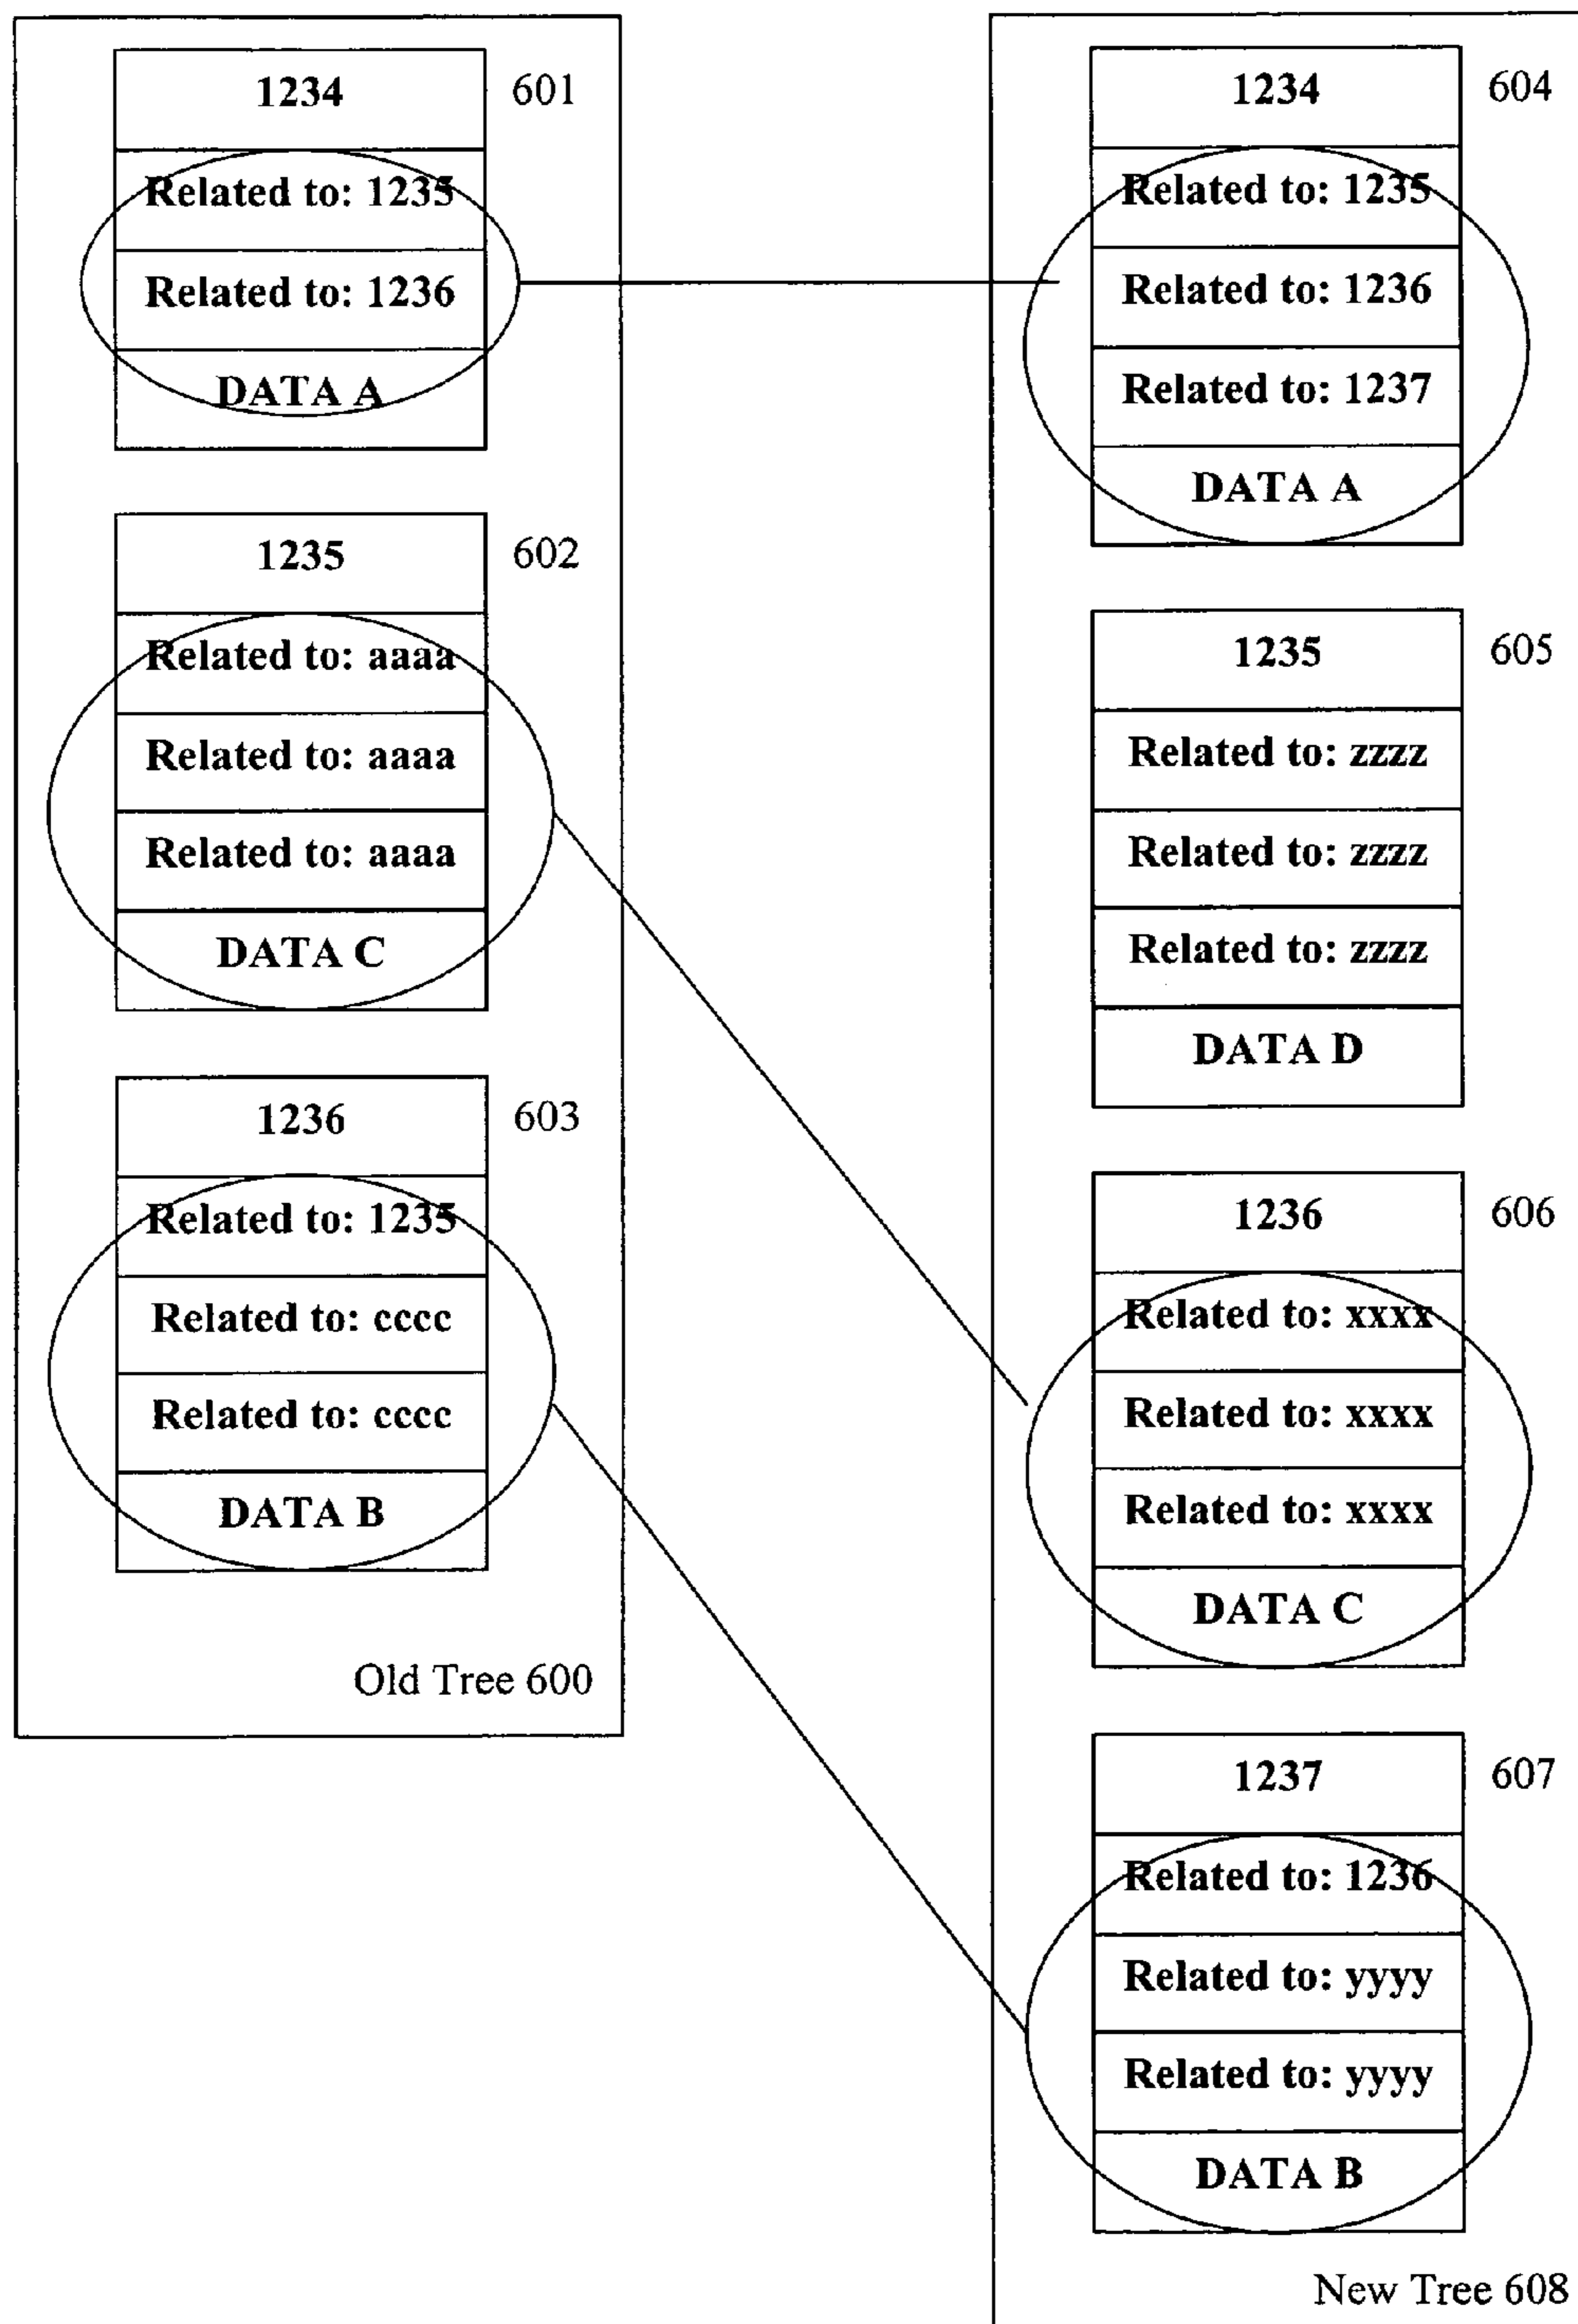 1234
601
Related to: 1235
Related to: 1236
DATA A
1235
602
Related to: aaaa
Related to: aaaa
Related to: aaaa
DATA C
1236
603
Related to: 1235
Related to: cccc
Related to: cccc
DATA B
Old Tree 600
1234
604
Related to: 1235
Related to: 1236
Related to: 1237
DATA A
1235
605
Related to: zzzz
Related to: zzzz
Related to: zzzz
DATA D
1236
606
Related to: xxxx
Related to: xxxx
Related to: xxxx
DATA C
1237
607
Related to: 1236
Related to: yyyy
Related to: yyyy
DATA B
New Tree 608